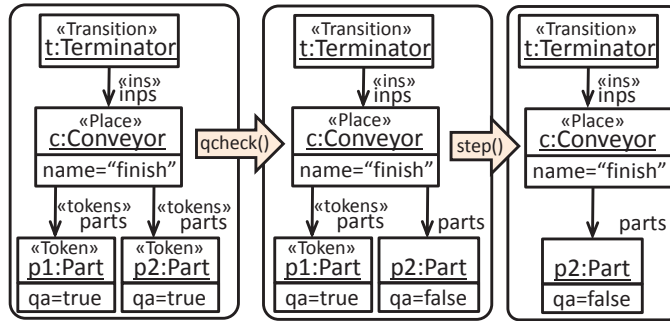 «Transition»
t:Terminator
«ins»
inps
«Place»
c:Conveyor
name=“finish”
«tokens»
parts
«tokens»
parts
«Token»
p1:Part
qa=true
«Token»
p2:Part
qa=true
qcheck()
«Transition»
t:Terminator
«ins»
inps
«Place»
c:Conveyor
name=“finish”
«tokens»
parts
parts
«Token»
p1:Part
qa=true
p2:Part
qa=false
step()
«Transition»
t:Terminator
«ins»
inps
«Place»
c:Conveyor
name=“finish”
parts
p2:Part
qa=false